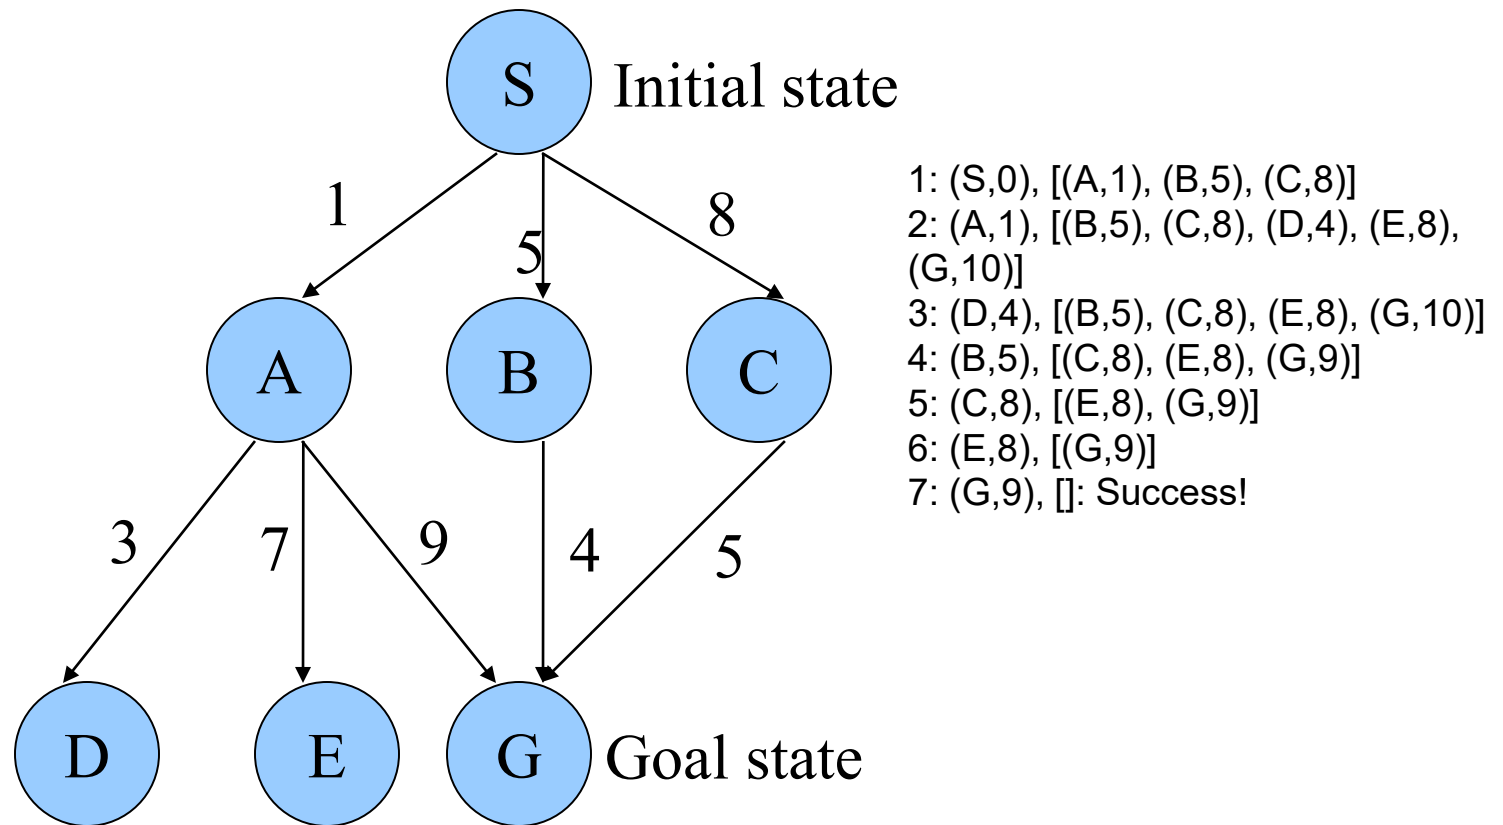 S
Initial state
1
5
8
1: (S,0), [(A,1), (B,5), (C,8)]
2: (A,1), [(B,5), (C,8), (D,4), (E,8),
(G,10)]
3: (D,4), [(B,5), (C,8), (E,8), (G,10)]
4: (B,5), [(C,8), (E,8), (G,9)]
5: (C,8), [(E,8), (G,9)]
6: (E,8), [(G,9)]
7: (G,9), []: Success!
A
B
C
3
7
9
4
5
D
E
G
Goal state